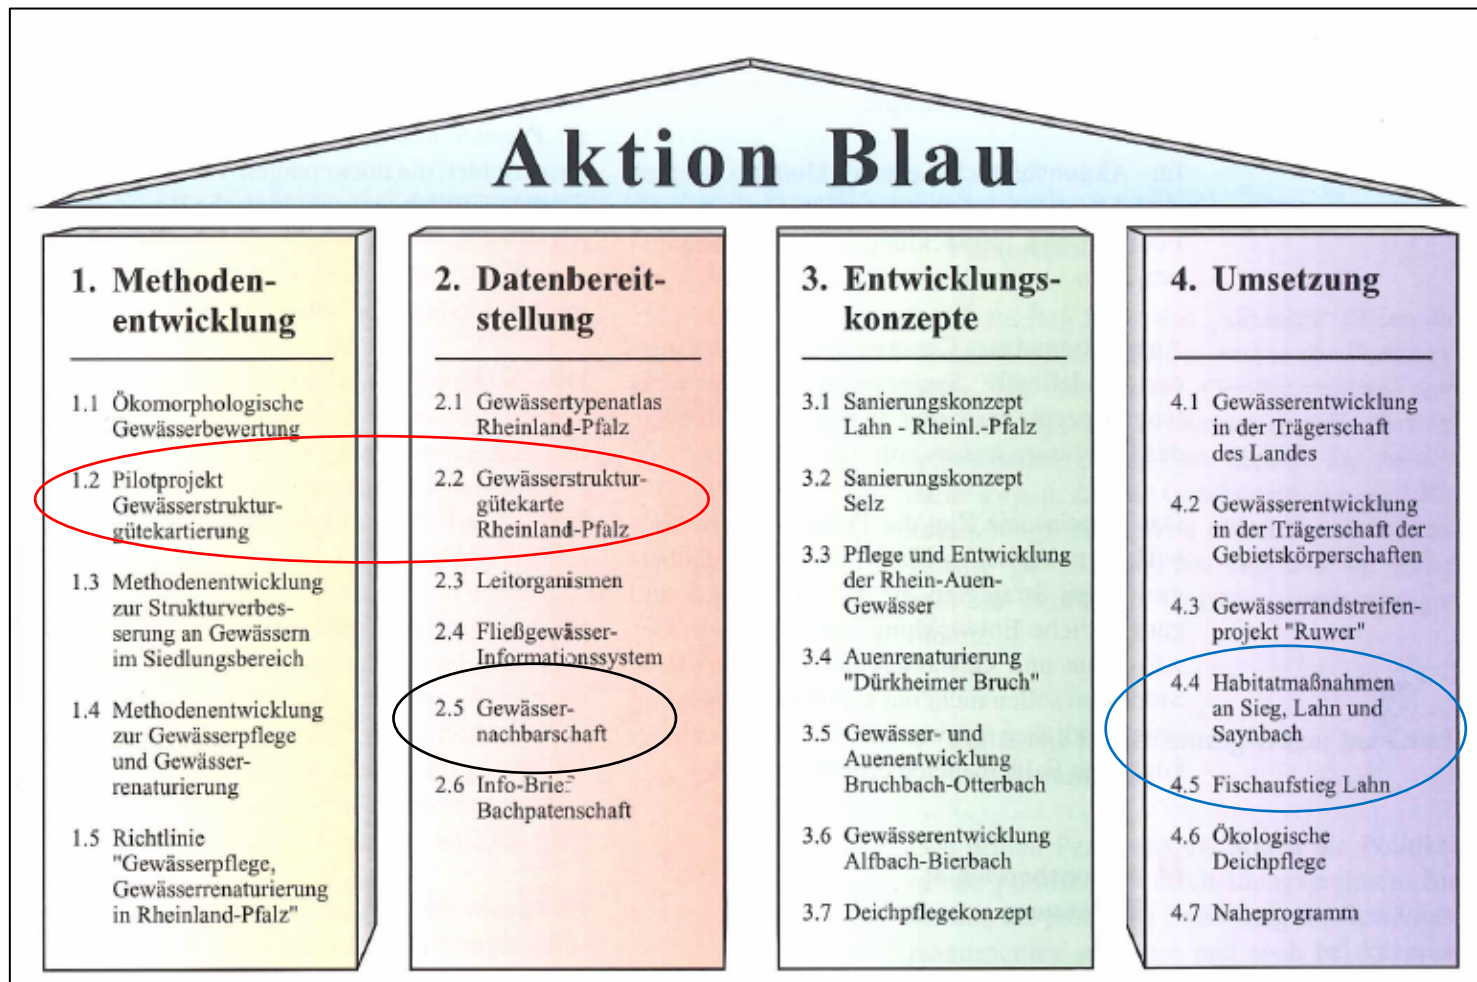 Aktion Blau
1. Methoden-
entwicklung
1.1 Ökomorphologische
Gewässerbewertung
1.2 Pilotprojekt
Gewässerstruktur-
gütekartierung
1.3 Methodenentwicklung
zur Strukturverbes-
serung an Gewässern
im Siedlungsbereich
1.4 Methodenentwicklung
zur Gewässerpflege
und Gewässer-
renaturierung
1.5 Richtlinie
"Gewässerpflege,
Gewässerrenaturierung
in Rheinland-Pfalz"
2. Datenbereit-
stellung
2.1 Gewässertypenatlas
Rheinland-Pfalz
2.2 Gewässerstruktur-
gütekarte
Rheinland-Pfalz
2.3 Leitorganismen
2.4 Fließgewässer-
Informationssystem
2.5 Gewässer-
nachbarschaft
2.6 Info-Brief
Bachpatenschaft
3. Entwicklungs-
konzepte
3.1 Sanierungskonzept
Lahn - Rheinl.-Pfalz
3.2 Sanierungskonzept
Selz
3.3 Pflege und Entwicklung
der Rhein-Auen-
Gewässer
3.4 Auenrenaturierung
"Dürkheimer Bruch"
3.5 Gewässer- und
Auenentwicklung
Bruchbach-Otterbach
3.6 Gewässerentwicklung
Alfbach-Bierbach
3.7 Deichpflegekonzept
4. Umsetzung
4.1 Gewässerentwicklung
in der Trägerschaft
des Landes
4.2 Gewässerentwicklung
in der Trägerschaft der
Gebietskörperschaften
4.3 Gewässerrandstreifen-
projekt "Ruwer"
4.4 Habitatmaßnahmen
an Sieg, Lahn und
Saynbach
4.5 Fischaufstieg Lahn
4.6 Ökologische
Deichpflege
4.7 Naheprogramm